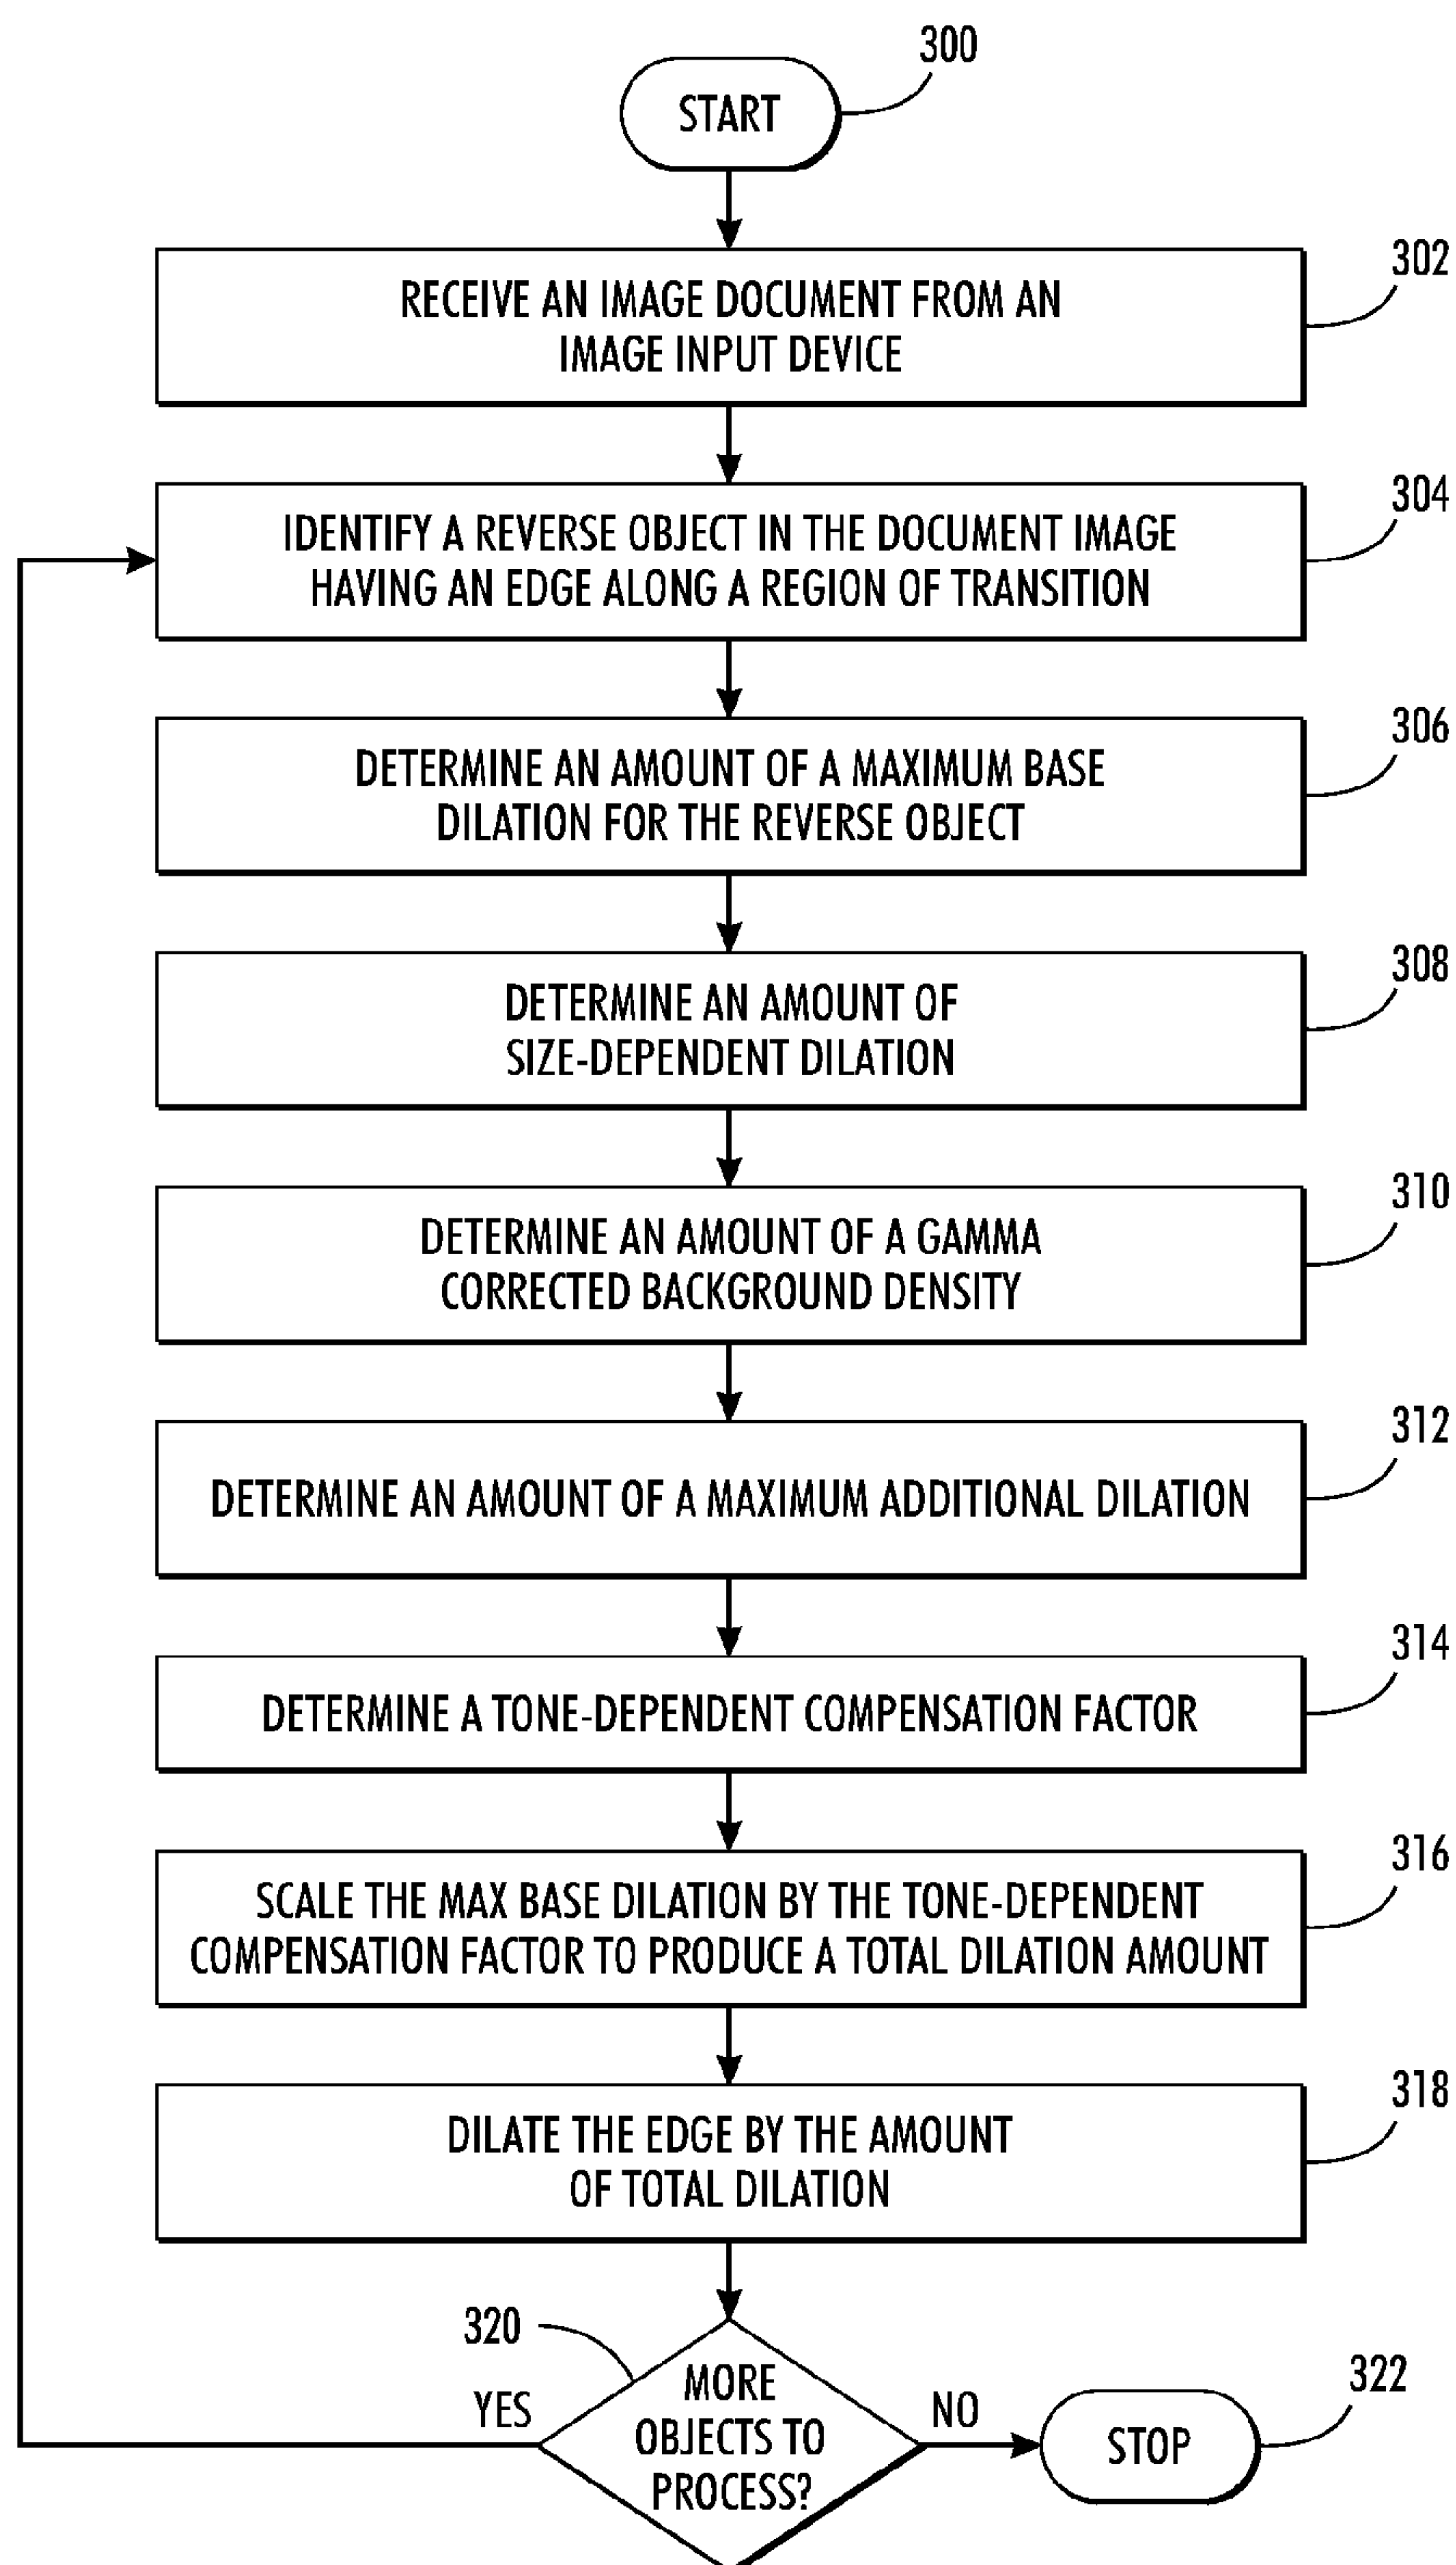 300
START
302
RECEIVE AN IMAGE DOCUMENT FROM AN
IMAGE INPUT DEVICE
304
IDENTIFY A REVERSE OBJECT IN THE DOCUMENT IMAGE
HAVING AN EDGE ALONG A REGION OF TRANSITION
306
DETERMINE AN AMOUNT OF A MAXIMUM BASE
DILATION FOR THE REVERSE OBJECT
308
DETERMINE AN AMOUNT OF
SIZE-DEPENDENT DILATION
310
DETERMINE AN AMOUNT OF A GAMMA
CORRECTED BACKGROUND DENSITY
312
DETERMINE AN AMOUNT OF A MAXIMUM ADDITIONAL DILATION
314
DETERMINE A TONE-DEPENDENT COMPENSATION FACTOR
316
SCALE THE MAX BASE DILATION BY THE TONE-DEPENDENT
COMPENSATION FACTOR TO PRODUCE A TOTAL DILATION AMOUNT
318
DILATE THE EDGE BY THE AMOUNT
OF TOTAL DILATION
320
MORE
OBJECTS TO
PROCESS?
YES
NO
322
STOP